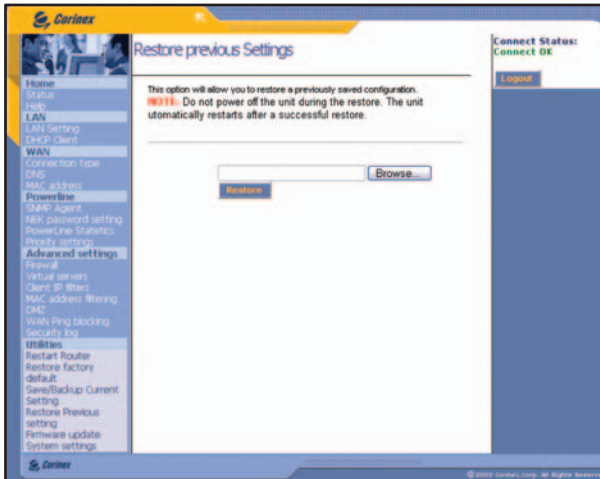 Corinex
Restore previous Settings
Connect Status:
Connect OK
Logout
This option will allow you to restore a previously saved configuration.
NOTE: Do not power off the unit during the restore. The unit
utomatically restarts after a successful restore.
Browse...
Restore
Home
Status
Help
LAN
LAN Setting
DHCP Client
WAN
Connection type
DNS
MAC address
Powerline
SNMP Agent
NEK password setting
PowerLine Statistics
Priority settings
Advanced settings
Firewall
Virtual servers
Client IP filters
MAC address filtering
DMZ
WAN Ping blocking
Security log
Utilities
Restart Router
Restore factory
default
Save/Backup Current
Setting
Restore Previous
setting
Firmware update
System settings
Corinex
Corinex Corp. All Rights Reserved